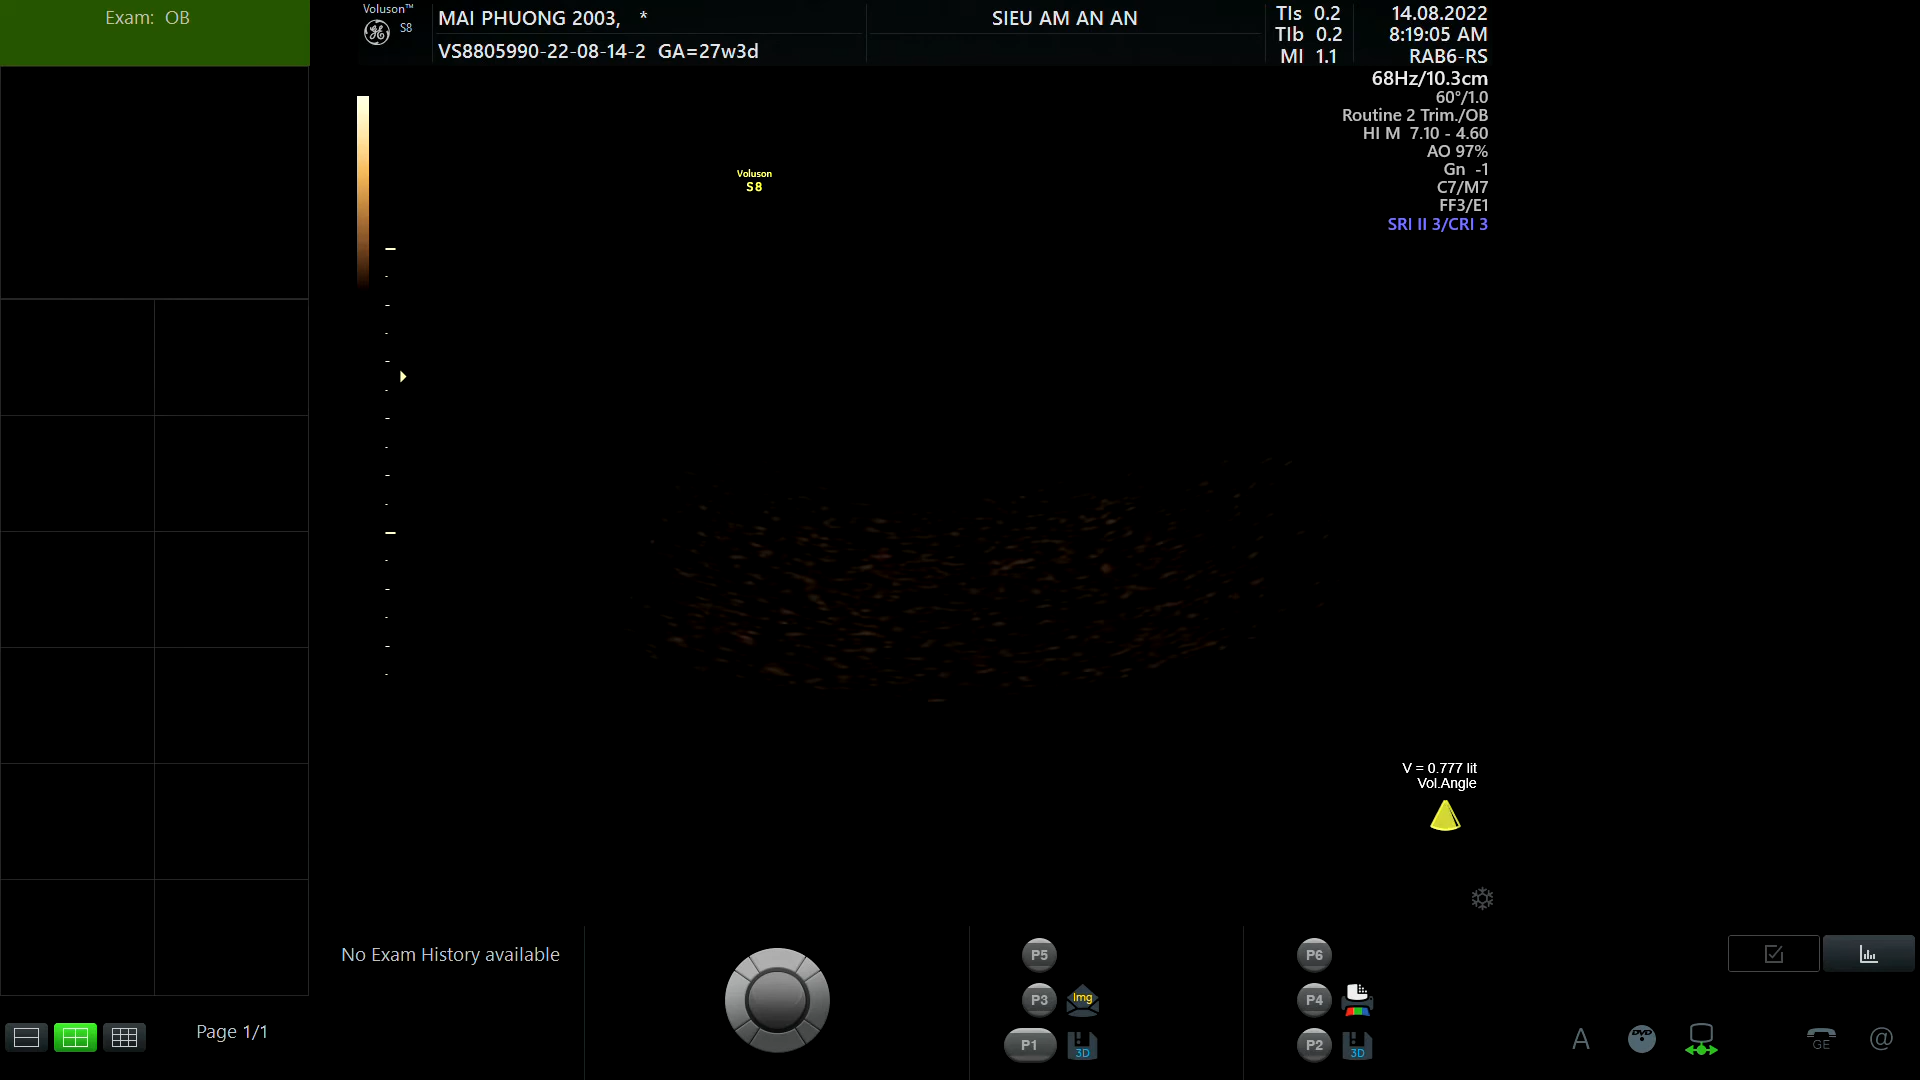 Exam: OB
Voluson™
S8
MAI PHUONG 2003, *
VS8805990-22-08-14-2 GA=27w3d
SIEU AM AN AN
TIs 0.2
TIb 0.2
MI 1.1
14.08.2022
8:19:05 AM
RAB6-RS
68Hz/10.3cm
60°/1.0
Routine 2 Trim./OB
HI M 7.10 - 4.60
AO 97%
Gn -1
C7/M7
FF3/E1
SRI II 3/CRI 3
Voluson
S8
V = 0.777 lit
Vol.Angle
No Exam History available
P5
P3
Img
P1
3D
P6
P4
P2
3D
Page 1/1
A
DVD
GE
@